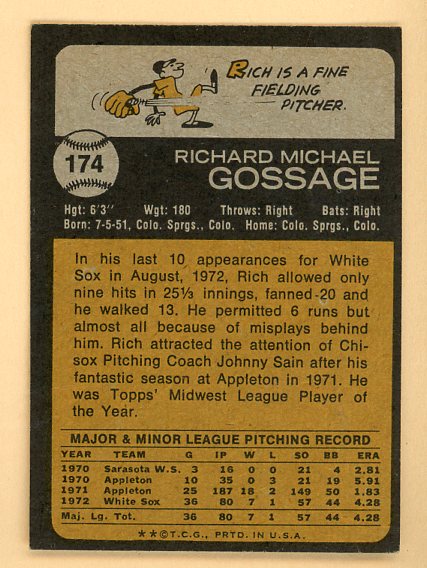 RICH IS A FINE
FIELDING
PITCHER.
174
RICHARD MICHAEL
GOSSAGE
Hgt: 6'3" Wgt: 180 Throws: Right Bats: Right
Born: 7-5-51, Colo. Sprgs., Colo. Home: Colo. Sprgs., Colo.
In his last 10 appearances for White
Sox in August, 1972, Rich allowed only
nine hits in 25⅓ innings, fanned 20 and
he walked 13. He permitted 6 runs but
almost all because of misplays behind
him. Rich attracted the attention of Chi-
sox Pitching Coach Johnny Sain after his
fantastic season at Appleton in 1971. He
was Topps' Midwest League Player of
the Year.
MAJOR & MINOR LEAGUE PITCHING RECORD
YEAR TEAM G IP W L SO BB ERA
1970 Sarasota W.S. 3 16 0 0 21 4 2.81
1970 Appleton 10 35 0 3 21 19 5.91
1971 Appleton 25 187 18 2 149 50 1.83
1972 White Sox 36 80 7 1 57 44 4.28
Maj. Lg. Tot. 36 80 7 1 57 44 4.28
**©T.C.G., PRTD. IN U.S.A.